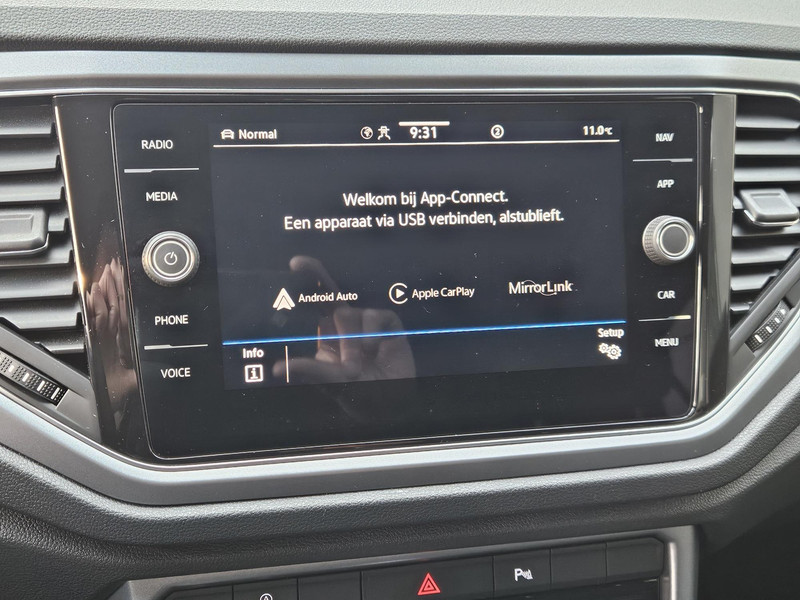 RADIO
MEDIA
PHONE
VOICE
Normal
9:31
2
11.0°C
Welkom bij App-Connect.
Een apparaat via USB verbinden, alstublieft.
Android Auto
Apple CarPlay
MirrorLink
Info
i
Setup
NAV
APP
CAR
MENU
P
A